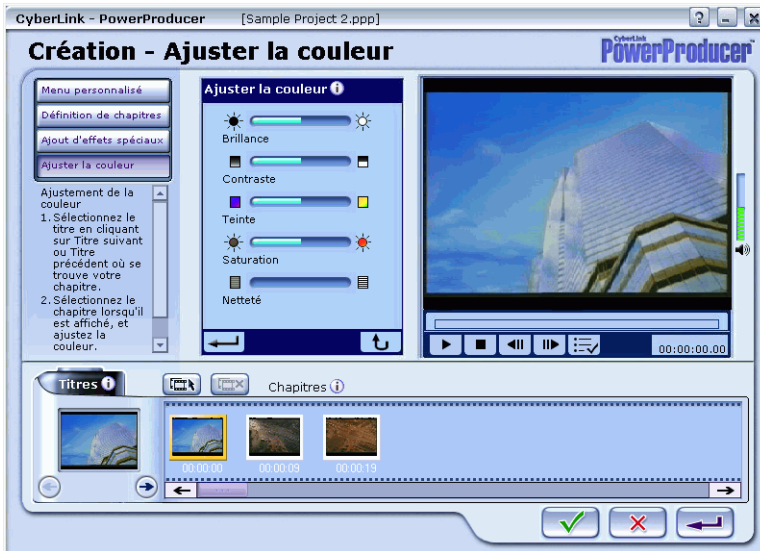 CyberLink - PowerProducer [Sample Project 2.ppp]
Création - Ajuster la couleur
CyberLink
PowerProducer
Menu personnalisé
Définition de chapitres
Ajout d'effets spéciaux
Ajuster la couleur
Ajustement de la
couleur
1. Sélectionnez le
titre en cliquant
sur Titre suivant
ou Titre
précédent où se
trouve votre
chapitre.
2. Sélectionnez le
chapitre lorsqu'il
est affiché, et
ajustez la
couleur.
Ajuster la couleur
Brillance
Contraste
Teinte
Saturation
Netteté
00:00:00.00
Titres
Chapitres
00:00:00
00:00:09
00:00:19